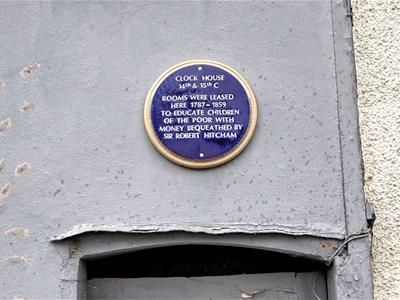 CLOCK HOUSE
14th & 15th C
ROOMS WERE LEASED
HERE 1787-1859
TO EDUCATE CHILDREN
OF THE POOR WITH
MONEY BEQUEATHED BY
SIR ROBERT HITCHAM